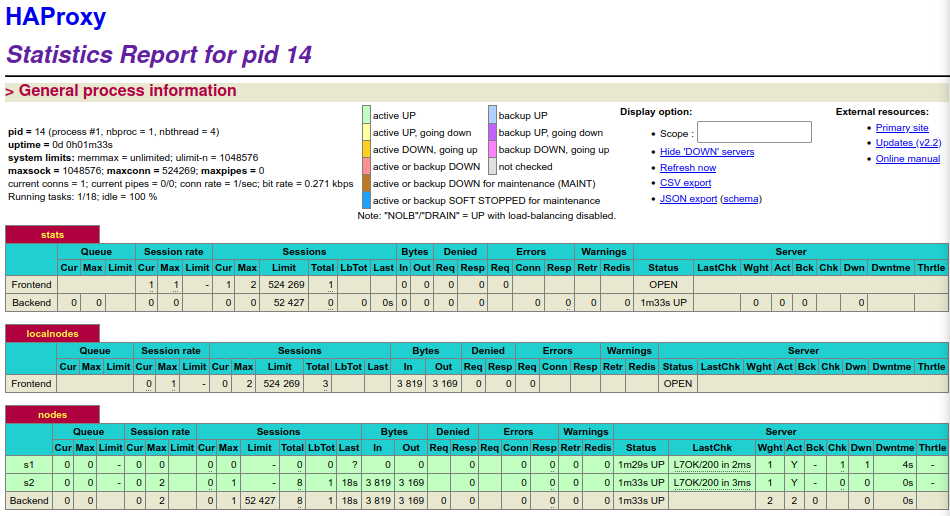 HAProxy
Statistics Report for pid 14
> General process information
pid = 14 (process #1, nbproc = 1, nbthread = 4)
uptime = 0d 0h01m33s
system limits: memmax = unlimited; ulimit-n = 1048576
maxsock = 1048576; maxconn = 524269; maxpipes = 0
current conns = 1; current pipes = 0/0; conn rate = 1/sec; bit rate = 0.271 kbps
Running tasks: 1/18; idle = 100 %
active UP backup UP
active UP, going down backup UP, going down
active DOWN, going up backup DOWN, going up
active or backup DOWN not checked
active or backup DOWN for maintenance (MAINT)
active or backup SOFT STOPPED for maintenance
Note: "NOLB"/"DRAIN" = UP with load-balancing disabled.
Display option:
• Scope :
• Hide 'DOWN' servers
• Refresh now
• CSV export
• JSON export (schema)
External resources:
• Primary site
• Updates (v2.2)
• Online manual
stats
Queue Session rate Sessions Bytes Denied Errors Warnings Server
Cur Max Limit Cur Max Limit Cur Max Limit Total LbTot Last In Out Req Resp Req Conn Resp Retr Redis Status LastChk Wght Act Bck Chk Dwn Dwntme Thrtle
Frontend 1 1 - 1 2 524 269 1 0 0 0 0 0 OPEN
Backend 0 0 0 0 0 0 52 427 0 0 0s 0 0 0 0 0 0 0 0 1m33s UP 0 0 0 0
localnodes
Queue Session rate Sessions Bytes Denied Errors Warnings Server
Cur Max Limit Cur Max Limit Cur Max Limit Total LbTot Last In Out Req Resp Req Conn Resp Retr Redis Status LastChk Wght Act Bck Chk Dwn Dwntme Thrtle
Frontend 0 1 - 0 2 524 269 3 3 819 3 169 0 0 0 OPEN
nodes
Queue Session rate Sessions Bytes Denied Errors Warnings Server
Cur Max Limit Cur Max Limit Cur Max Limit Total LbTot Last In Out Req Resp Req Conn Resp Retr Redis Status LastChk Wght Act Bck Chk Dwn Dwntme Thrtle
s1 0 0 - 0 0 0 0 - 0 0 ? 0 0 0 0 0 0 0 1m29s UP L7OK/200 in 2ms 1 Y - 1 1 4s -
s2 0 0 - 0 2 0 1 - 8 1 18s 3 819 3 169 0 0 0 0 0 1m33s UP L7OK/200 in 3ms 1 Y - 0 0 0s -
Backend 0 0 0 2 0 1 52 427 8 1 18s 3 819 3 169 0 0 0 0 0 0 1m33s UP 2 2 0 0 0s